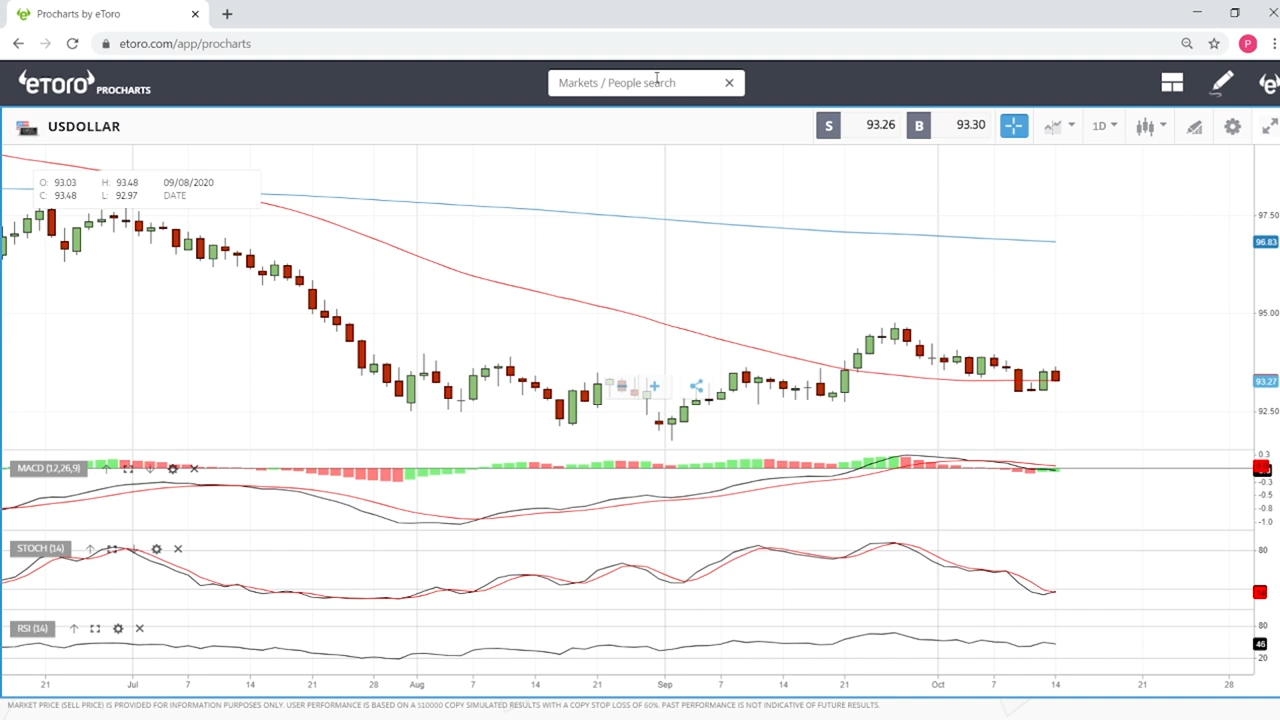 Procharts by eToro
etoro.com/app/procharts
P
eToro PROCHARTS
Markets / People search
USDOLLAR
S 93.26 B 93.30
1D
O: 93.03 H: 93.48 09/08/2020
C: 93.48 L: 92.97 DATE
97.50
96.83
95.00
93.27
92.50
MACD (12,26,9)
0.3
-0.3
-0.5
-0.8
-1.0
STOCH (14)
80
RSI (14)
80
46
20
21 Jul 7 14 21 28 Aug 7 14 21 Sep 7 14 21 Oct 7 14 21 28
MARKET PRICE (SELL PRICE) IS PROVIDED FOR INFORMATION PURPOSES ONLY. USER PERFORMANCE IS BASED ON A $10000 COPY SIMULATED RESULTS WITH A COPY STOP LOSS OF 60%. PAST PERFORMANCE IS NOT INDICATIVE OF FUTURE RESULTS.